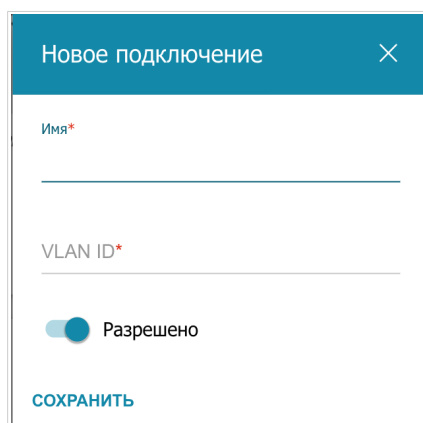 Новое подключение
Имя*
VLAN ID*
Разрешено
СОХРАНИТЬ